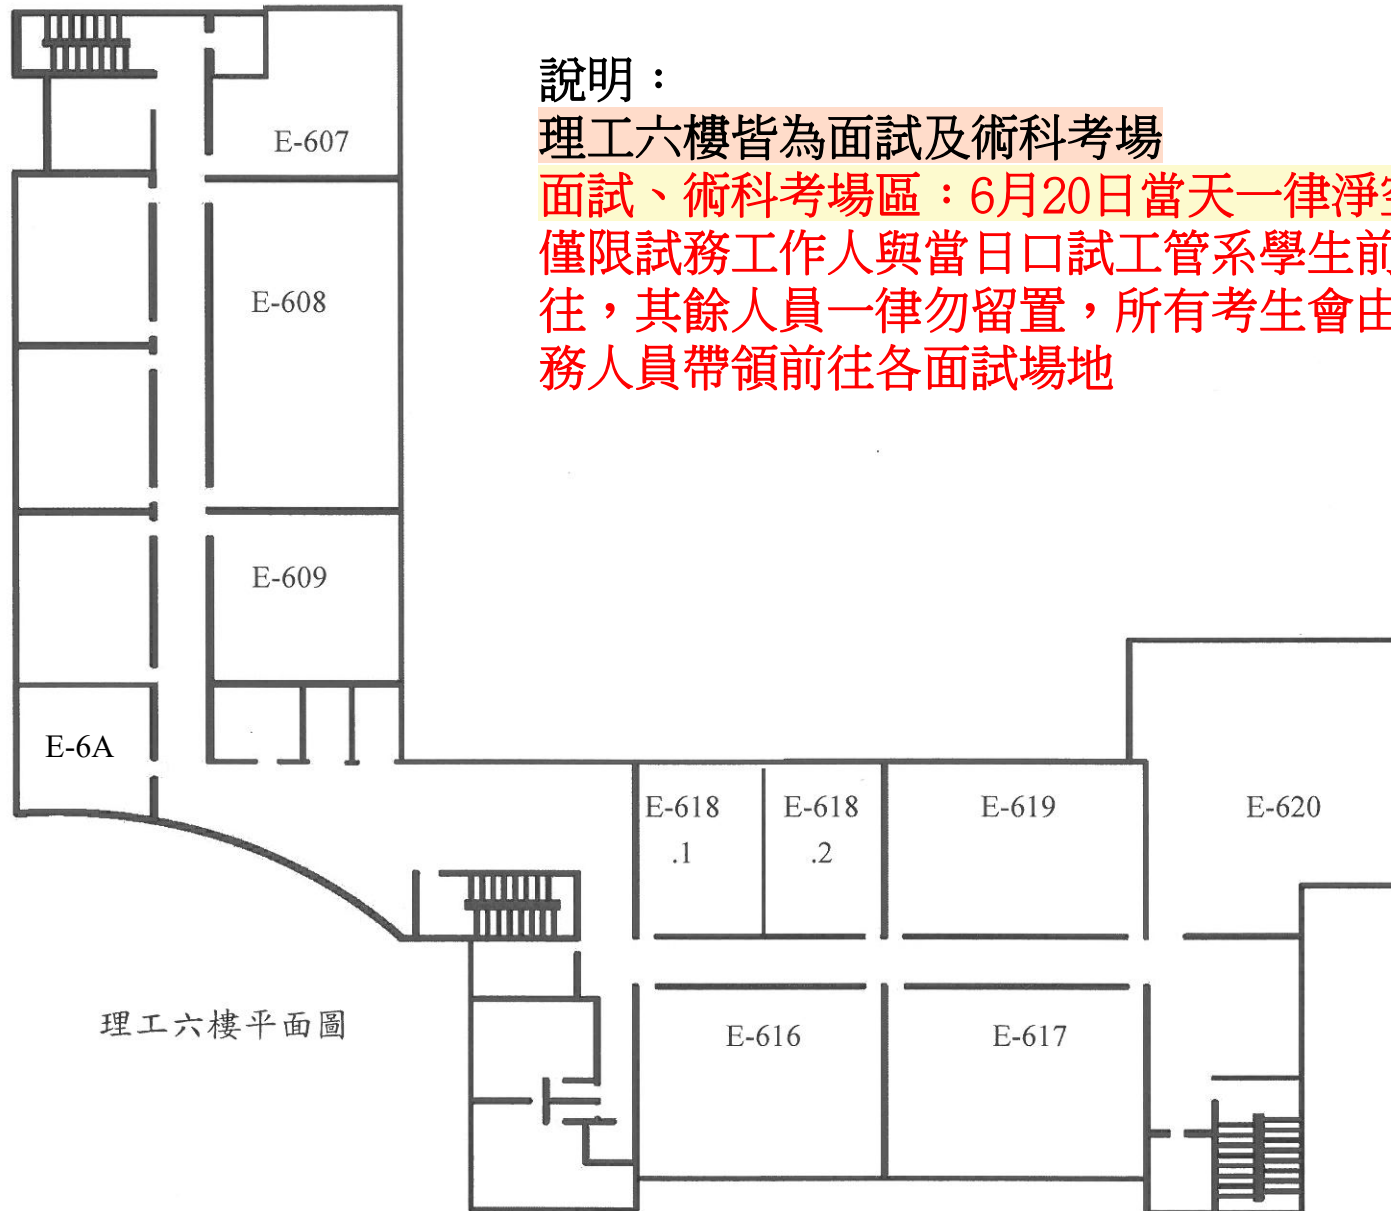 說明：
理工六樓皆為面試及術科考場
面試、術科考場區：6月20日當天一律淨
僅限試務工作人與當日口試工管系學生前
往，其餘人員一律勿留置，所有考生會由
務人員帶領前往各面試場地
E-607
E-608
E-609
E-6A
E-618
.1
E-618
.2
E-619
E-620
E-616
E-617
理工六樓平面圖